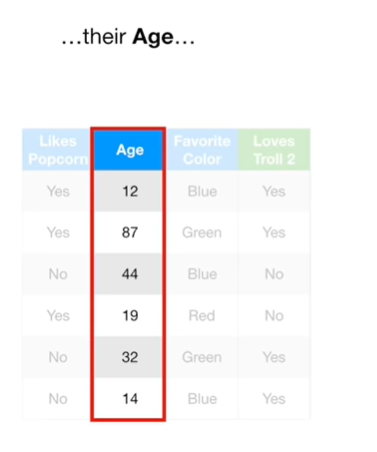 ...their Age...
Likes Popcorn Age Favorite Color Loves Troll 2
Yes 12 Blue Yes
Yes 87 Green Yes
No 44 Blue No
Yes 19 Red No
No 32 Green Yes
No 14 Blue Yes